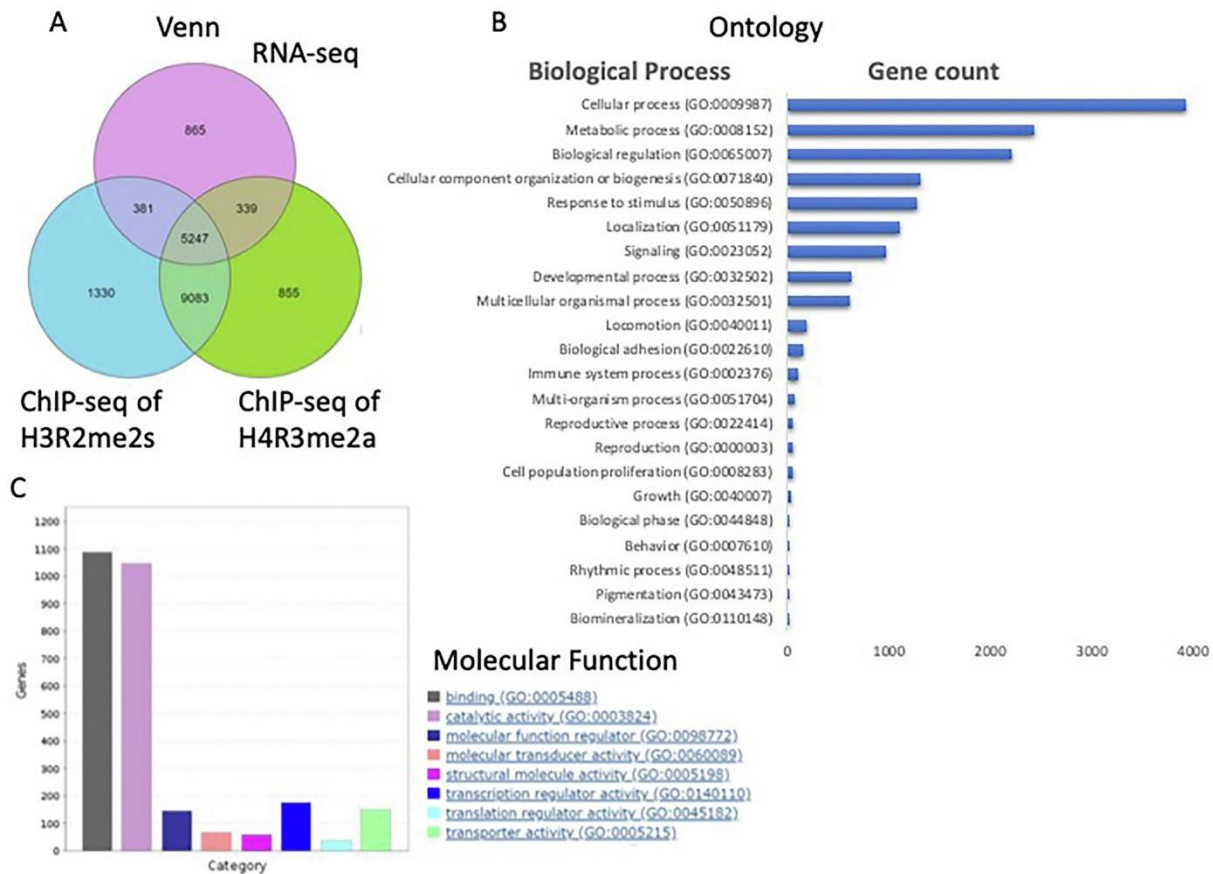 A
Venn
RNA-seq
865
381
339
5247
1330
9083
855
ChIP-seq of
H3R2me2s
ChIP-seq of
H4R3me2a
B
Ontology
Biological Process
Gene count
Cellular process (GO:0009987)
Metabolic process (GO:0008152)
Biological regulation (GO:0065007)
Cellular component organization or biogenesis (GO:0071840)
Response to stimulus (GO:0050896)
Localization (GO:0051179)
Signaling (GO:0023052)
Developmental process (GO:0032502)
Multicellular organismal process (GO:0032501)
Locomotion (GO:0040011)
Biological adhesion (GO:0022610)
Immune system process (GO:0002376)
Multi-organism process (GO:0051704)
Reproductive process (GO:0022414)
Reproduction (GO:0000003)
Cell population proliferation (GO:0008283)
Growth (GO:0040007)
Biological phase (GO:0044848)
Behavior (GO:0007610)
Rhythmic process (GO:0048511)
Pigmentation (GO:0043473)
Biomineralization (GO:0110148)
0 1000 2000 3000 4000
C
1200
1100
1000
900
800
700
600
500
400
300
200
100
0
Genes
Category
Molecular Function
binding (GO:0005488)
catalytic activity (GO:0003824)
molecular function regulator (GO:0098772)
molecular transducer activity (GO:0060089)
structural molecule activity (GO:0005198)
transcription regulator activity (GO:0140110)
translation regulator activity (GO:0045182)
transporter activity (GO:0005215)